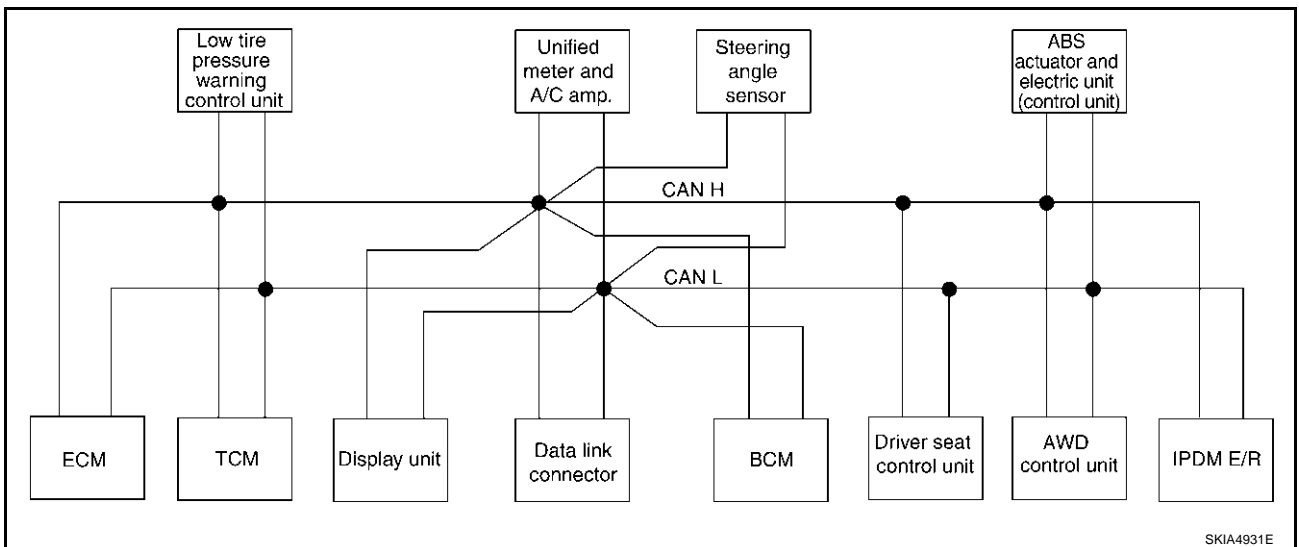 Low tire
pressure
warning
control unit
Unified
meter and
A/C amp.
Steering
angle
sensor
ABS
actuator and
electric unit
(control unit)
CAN H
CAN L
ECM
TCM
Display unit
Data link
connector
BCM
Driver seat
control unit
AWD
control unit
IPDM E/R
SKIA4931E